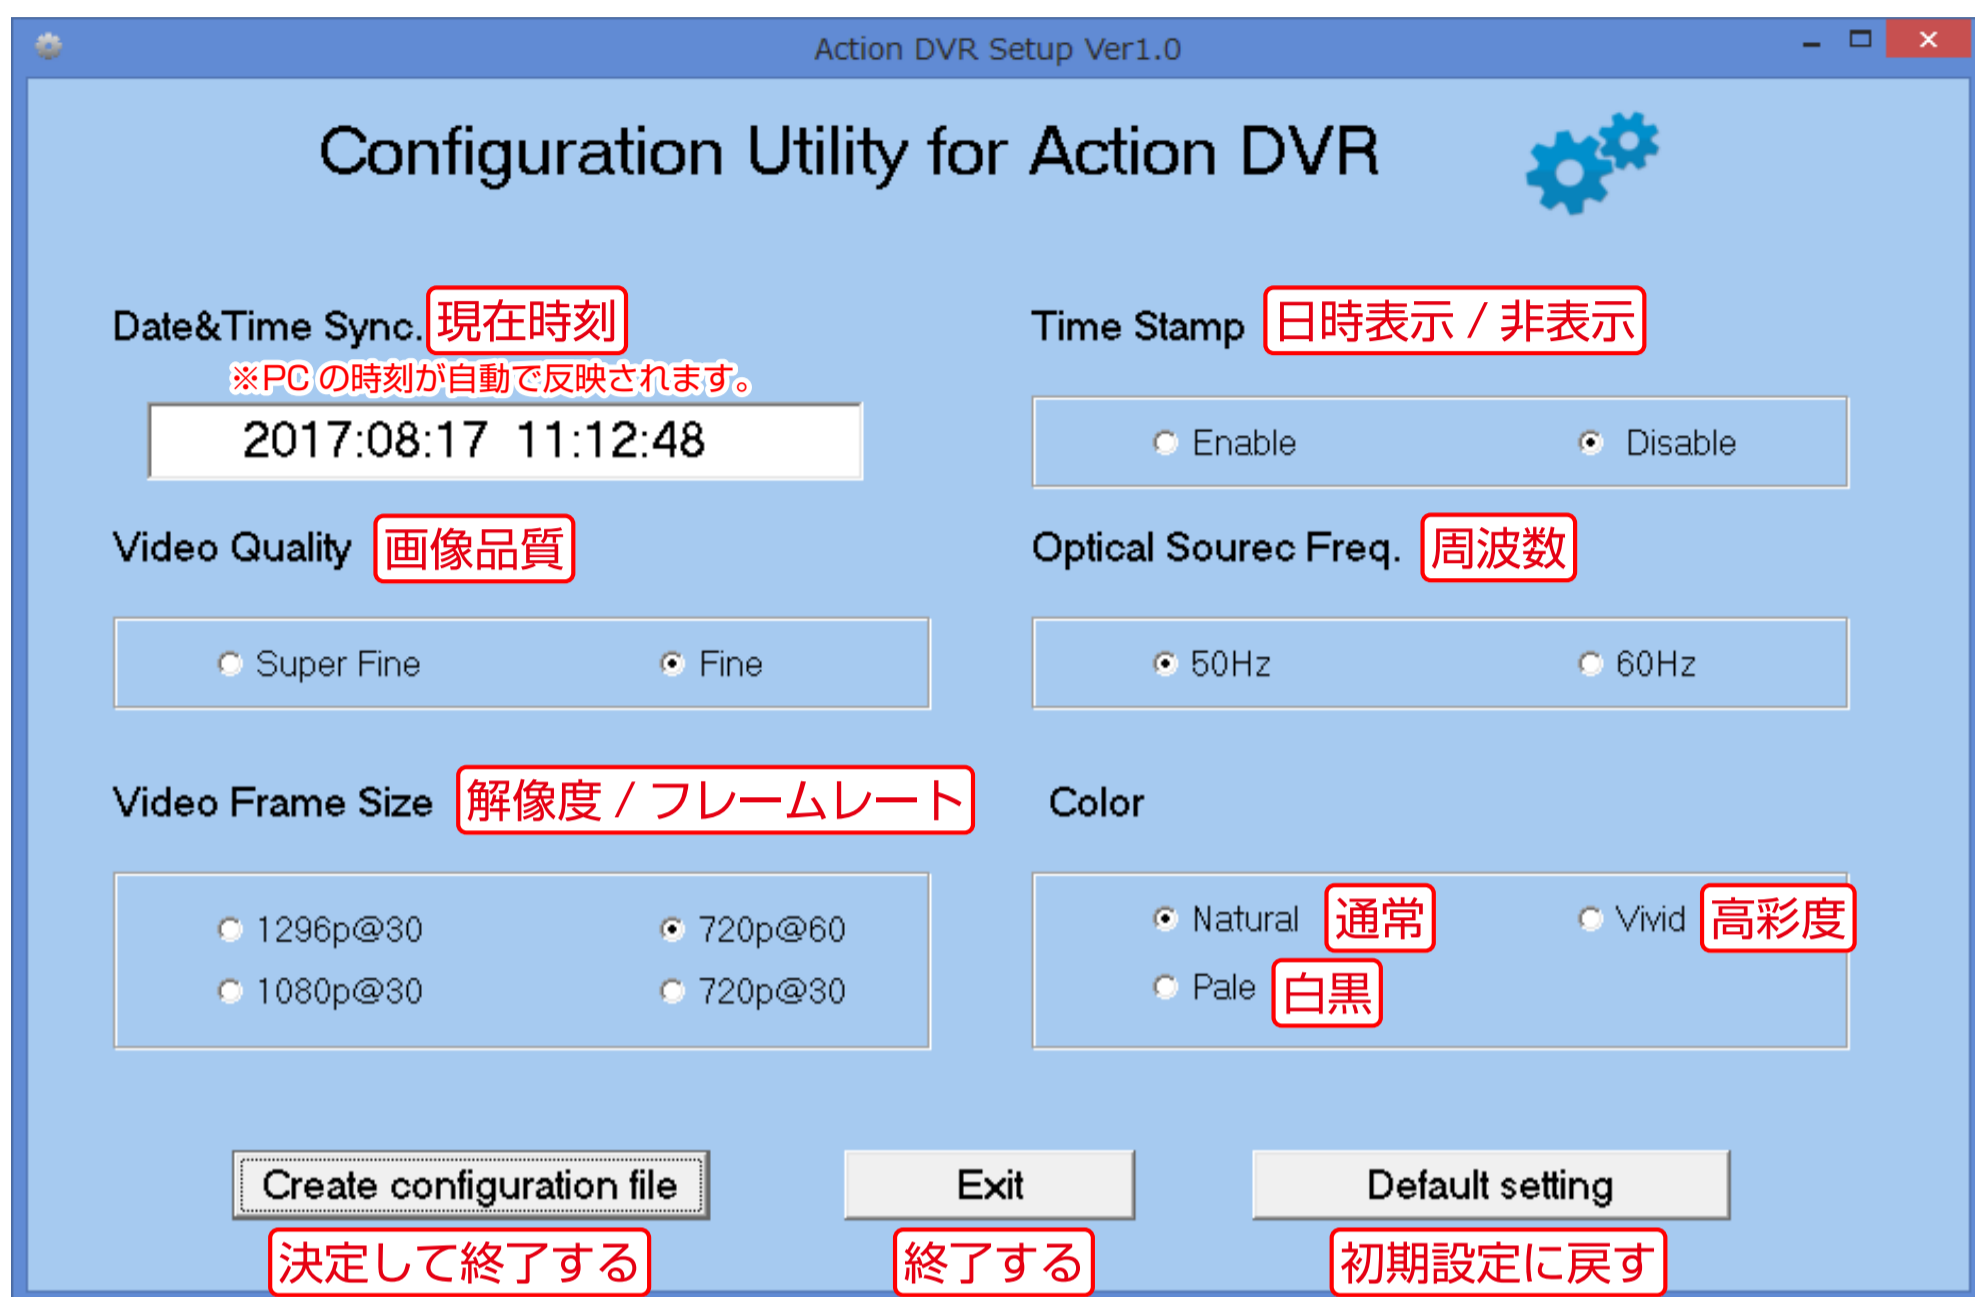 Action DVR Setup Ver1.0
Configuration Utility for Action DVR
Date&Time Sync. 現在時刻
※PCの時刻が自動で反映されます。
2017:08:17 11:12:48
Time Stamp 日時表示 / 非表示
Enable Disable
Video Quality 画像品質
Super Fine Fine
Optical Sourec Freq. 周波数
50Hz 60Hz
Video Frame Size 解像度 / フレームレート
1296p@30 720p@60
1080p@30 720p@30
Color
Natural 通常 Vivid 高彩度
Pale 白黒
Create configuration file Exit Default setting
決定して終了する 終了する 初期設定に戻す